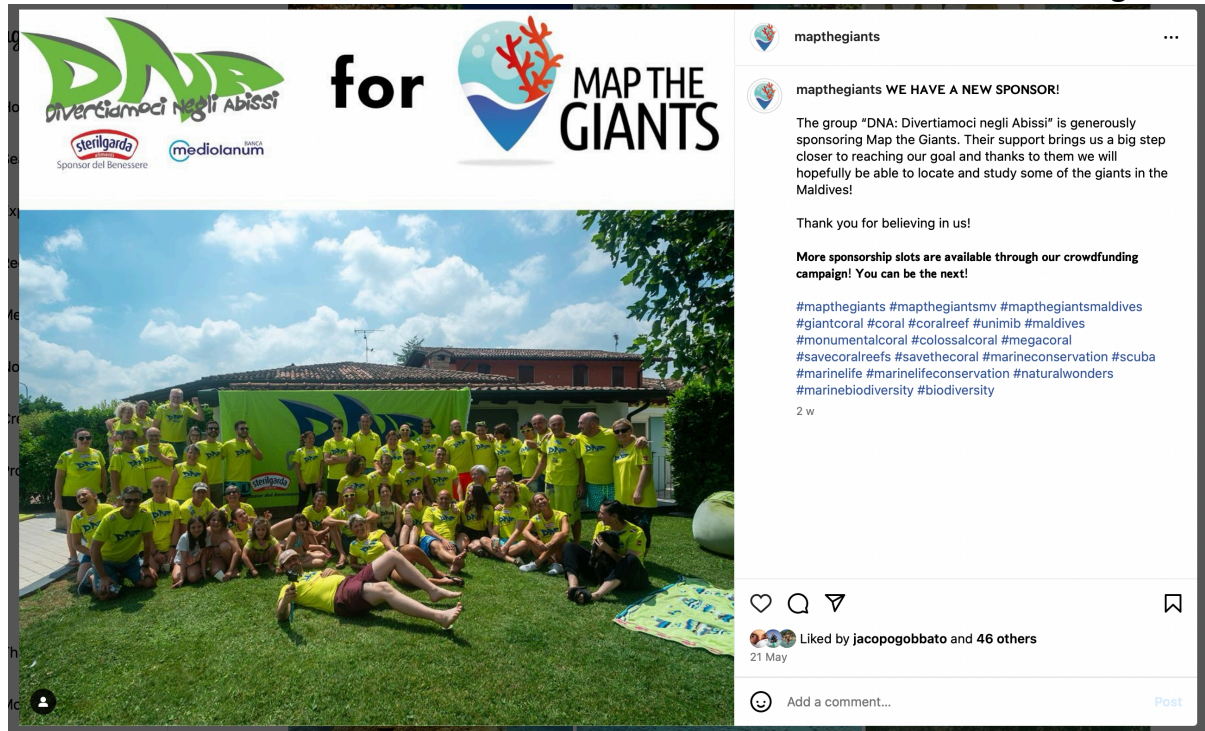 DNA
Divertiamoci Negli Abissi
sterilgarda
alimenti
Sponsor del Benessere
BANCA
mediolanum
for
MAP THE
GIANTS
DNA
sterilgarda
mapthegiants
mapthegiants WE HAVE A NEW SPONSOR!
The group “DNA: Divertiamoci negli Abissi” is generously
sponsoring Map the Giants. Their support brings us a big step
closer to reaching our goal and thanks to them we will
hopefully be able to locate and study some of the giants in the
Maldives!
Thank you for believing in us!
More sponsorship slots are available through our crowdfunding
campaign! You can be the next!
#mapthegiants #mapthegiantsmv #mapthegiantsmaldives
#giantcoral #coral #coralreef #unimib #maldives
#monumentalcoral #colossalcoral #megacoral
#savecoralreefs #savethecoral #marineconservation #scuba
#marinelife #marinelifeconservation #naturalwonders
#marinebiodiversity #biodiversity
2 w
Liked by jacopogobbato and 46 others
21 May
Add a comment...
Post